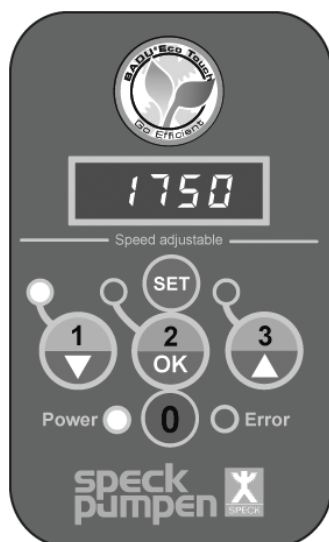 BADU®Eco Touch
Go Efficient
1750
Speed adjustable
SET
1
2
3
OK
Power
0
Error
speck
pumpen
SPECK